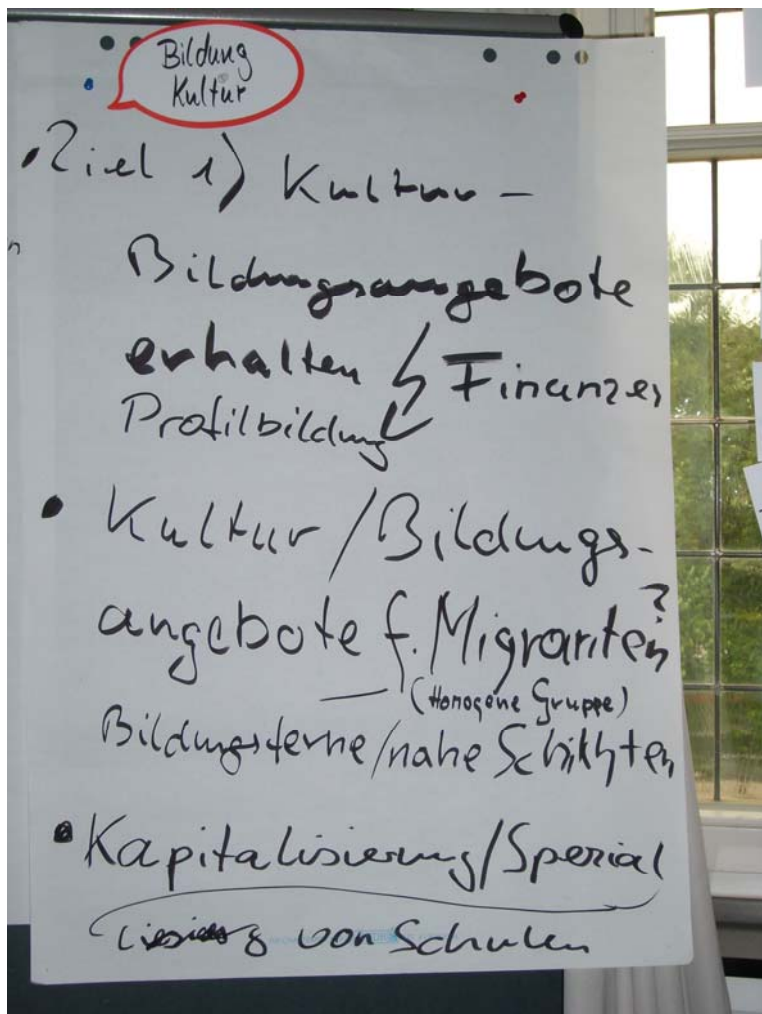 Bildung
Kultur
• Ziel 1) Kultur -
Bildungsangebote
erhalten Finanzen
Profilbildung
• Kultur/Bildungs-
angebote f. Migranten?
(Homogene Gruppe)
Bildungsferne/nahe Schichten
• Kapitalisierung/Spezial
lisierung von Schulen